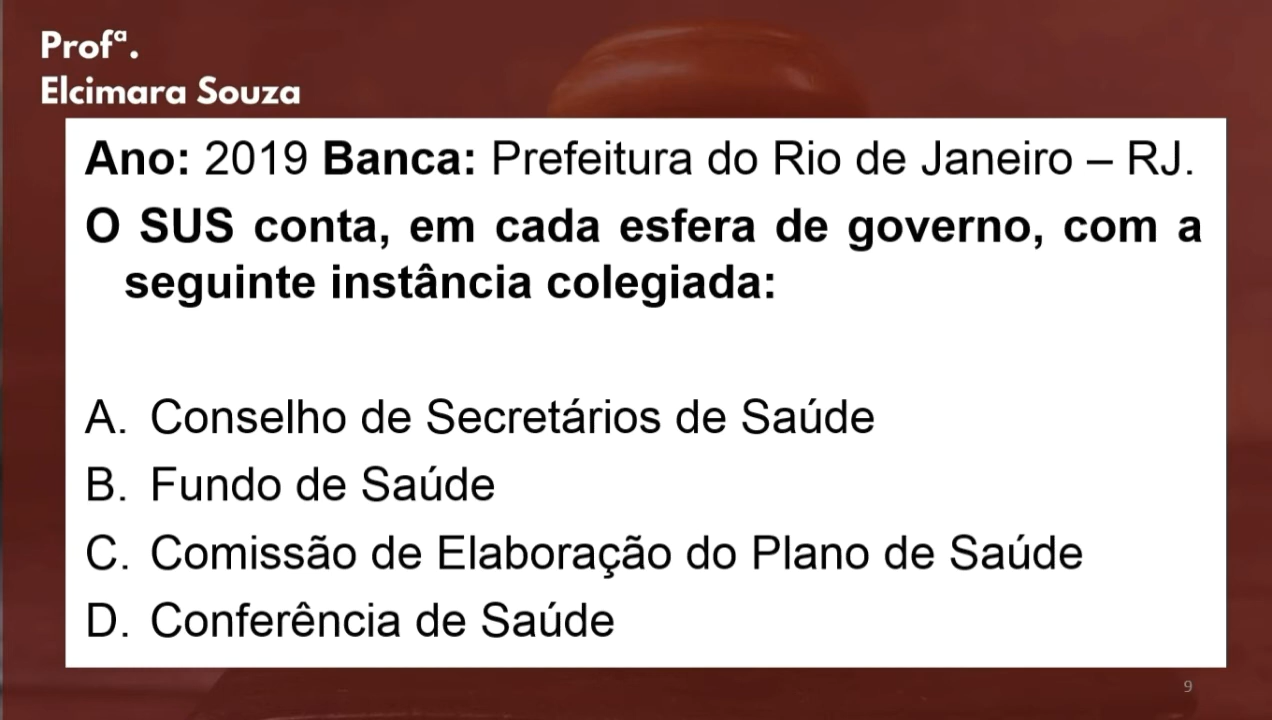 Profª.
Elcimara Souza
Ano: 2019 Banca: Prefeitura do Rio de Janeiro – RJ.
O SUS conta, em cada esfera de governo, com a
seguinte instância colegiada:
A. Conselho de Secretários de Saúde
B. Fundo de Saúde
C. Comissão de Elaboração do Plano de Saúde
D. Conferência de Saúde
9